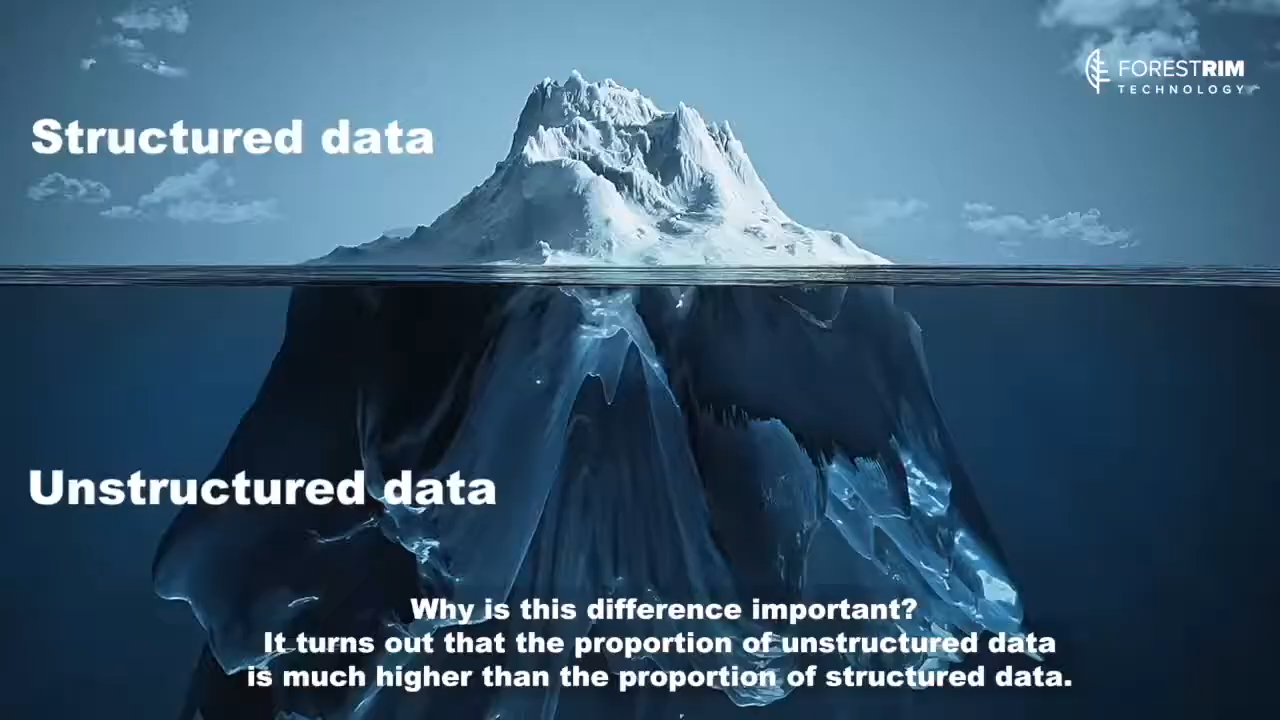 FORESTRIM
TECHNOLOGY
Structured data
Unstructured data
Why is this difference important?
It turns out that the proportion of unstructured data
is much higher than the proportion of structured data.